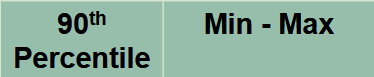 90th
Percentile
Min - Max